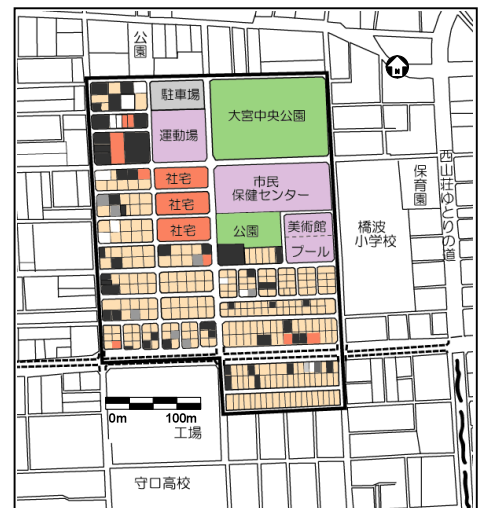 公園
駐車場
大宮中央公園
運動場
社宅
市民
保健センター
保育園
西山荘ゆとりの道
社宅
公園
美術館
橋波
小学校
社宅
プール
0m
100m
工場
守口高校